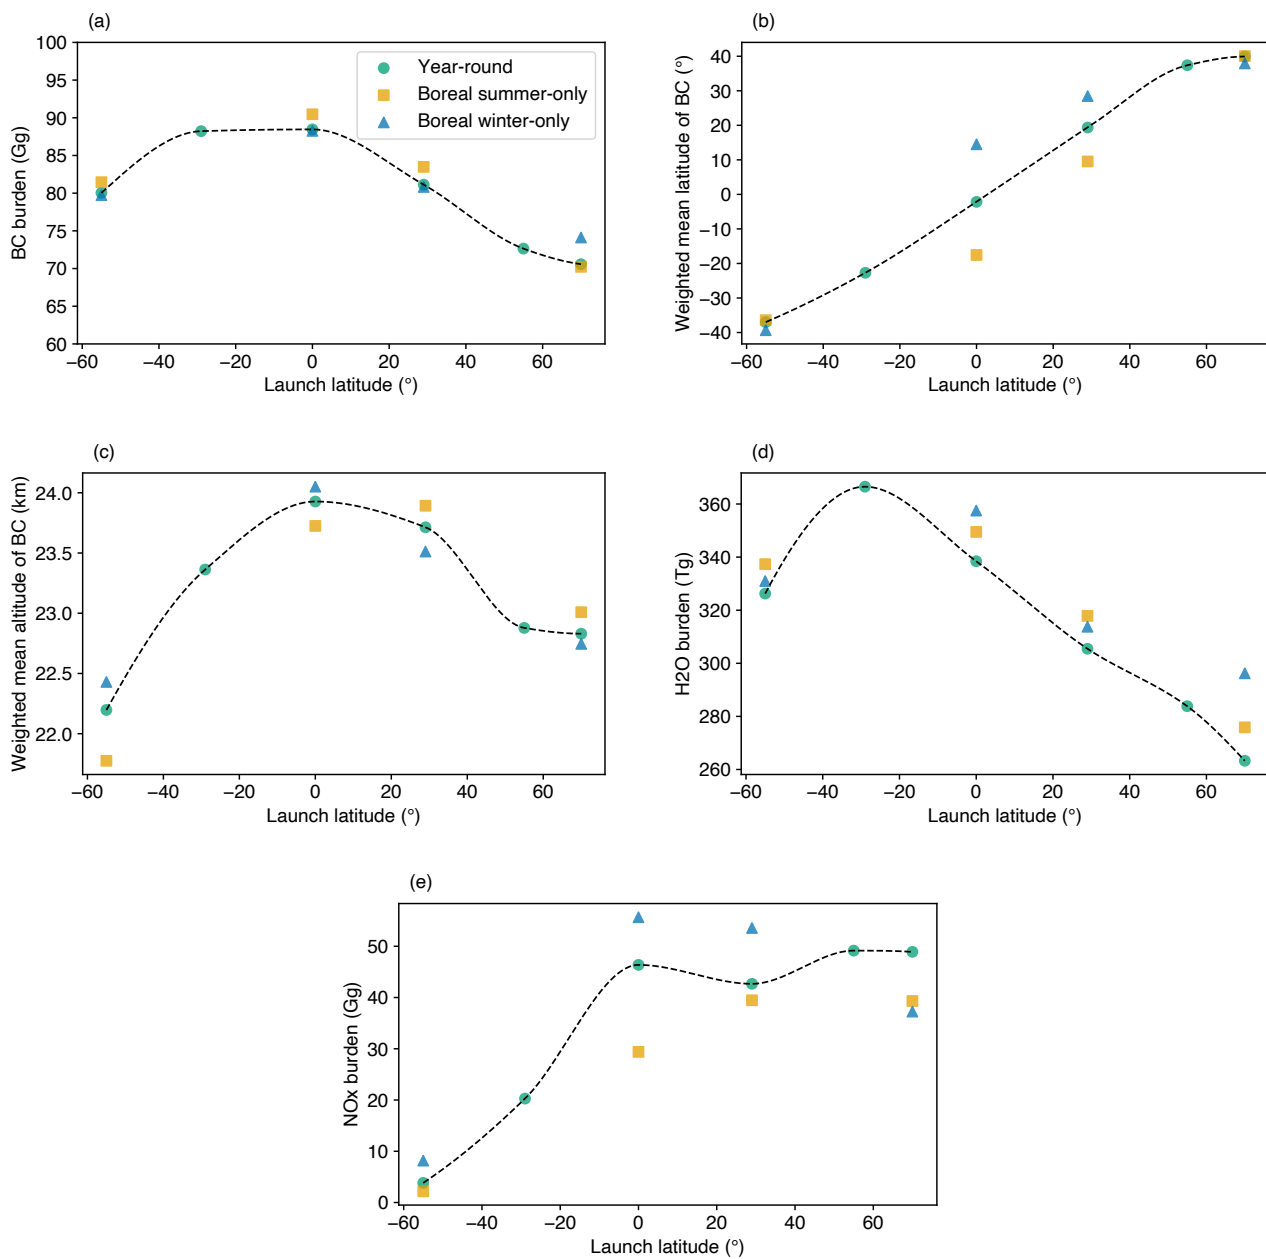 (a)
100
95
90
85
80
75
70
65
60
BC burden (Gg)
−60 −40 −20 0 20 40 60
Launch latitude (°)
Year-round
Boreal summer-only
Boreal winter-only
(b)
40
30
20
10
0
−10
−20
−30
−40
Weighted mean latitude of BC (°)
−60 −40 −20 0 20 40 60
Launch latitude (°)
(c)
24.0
23.5
23.0
22.5
22.0
Weighted mean altitude of BC (km)
−60 −40 −20 0 20 40 60
Launch latitude (°)
(d)
360
340
320
300
280
260
H2O burden (Tg)
−60 −40 −20 0 20 40 60
Launch latitude (°)
(e)
50
40
30
20
10
0
NOx burden (Gg)
−60 −40 −20 0 20 40 60
Launch latitude (°)